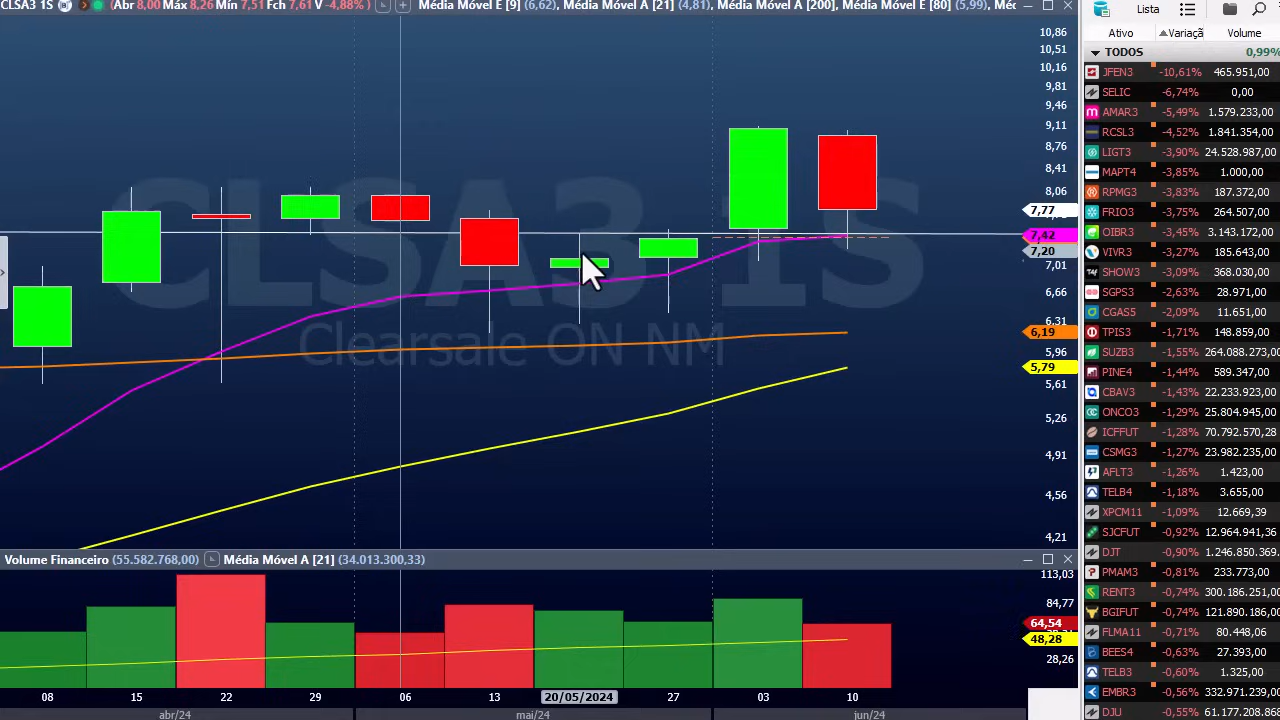 CLSA3 1S (Abr 8,00 Máx 8,26 Mín 7,51 Fch 7,61 V -4,88% ) Média Móvel E [9] (6,62), Média Móvel A [21] (4,81), Média Móvel A [200], Média Móvel E [80] (5,99), Mé
Lista
Ativo Variaçã Volume
TODOS 0,99%
JFEN3 -10,61% 465.951,00
SELIC -6,74% 0,00
AMAR3 -5,49% 1.579.233,00
RCSL3 -4,52% 1.841.354,00
LIGT3 -3,90% 24.528.987,00
MAPT4 -3,85% 1.000,00
RPMG3 -3,83% 187.372,00
FRIO3 -3,75% 264.507,00
OIBR3 -3,45% 3.143.172,00
VIVR3 -3,27% 185.643,00
SHOW3 -3,09% 368.030,00
SGPS3 -2,63% 28.971,00
CGAS5 -2,09% 11.651,00
TPIS3 -1,71% 148.859,00
SUZB3 -1,55% 264.088.273,00
PINE4 -1,44% 589.347,00
CBAV3 -1,43% 22.233.923,00
ONCO3 -1,29% 25.804.945,00
ICFFUT -1,28% 70.792.570,28
CSMG3 -1,27% 23.982.235,00
AFLT3 -1,26% 1.423,00
TELB4 -1,18% 3.655,00
XPCM11 -1,09% 12.669,39
SJCFUT -0,92% 12.964.941,36
DJT -0,90% 1.246.850.369,
PMAM3 -0,81% 233.773,00
RENT3 -0,74% 300.186.251,00
BGIFUT -0,74% 121.890.186,00
FLMA11 -0,71% 80.448,06
BEES4 -0,63% 27.393,00
TELB3 -0,60% 1.325,00
EMBR3 -0,56% 332.971.239,00
DJU -0,55% 61.177.208.86
10,86
10,51
10,16
9,81
9,46
9,11
8,76
8,41
8,06
7,77
7,42
7,20
7,01
6,66
6,31
6,19
5,96
5,79
5,61
5,26
4,91
4,56
4,21
CLSA3 1S
Clearsale ON NM
Volume Financeiro (55.582.768,00) Média Móvel A [21] (34.013.300,33)
113,03
84,77
64,54
48,28
28,26
08 15 22 29 06 13 20/05/2024 27 03 10
abr/24 mai/24 jun/24